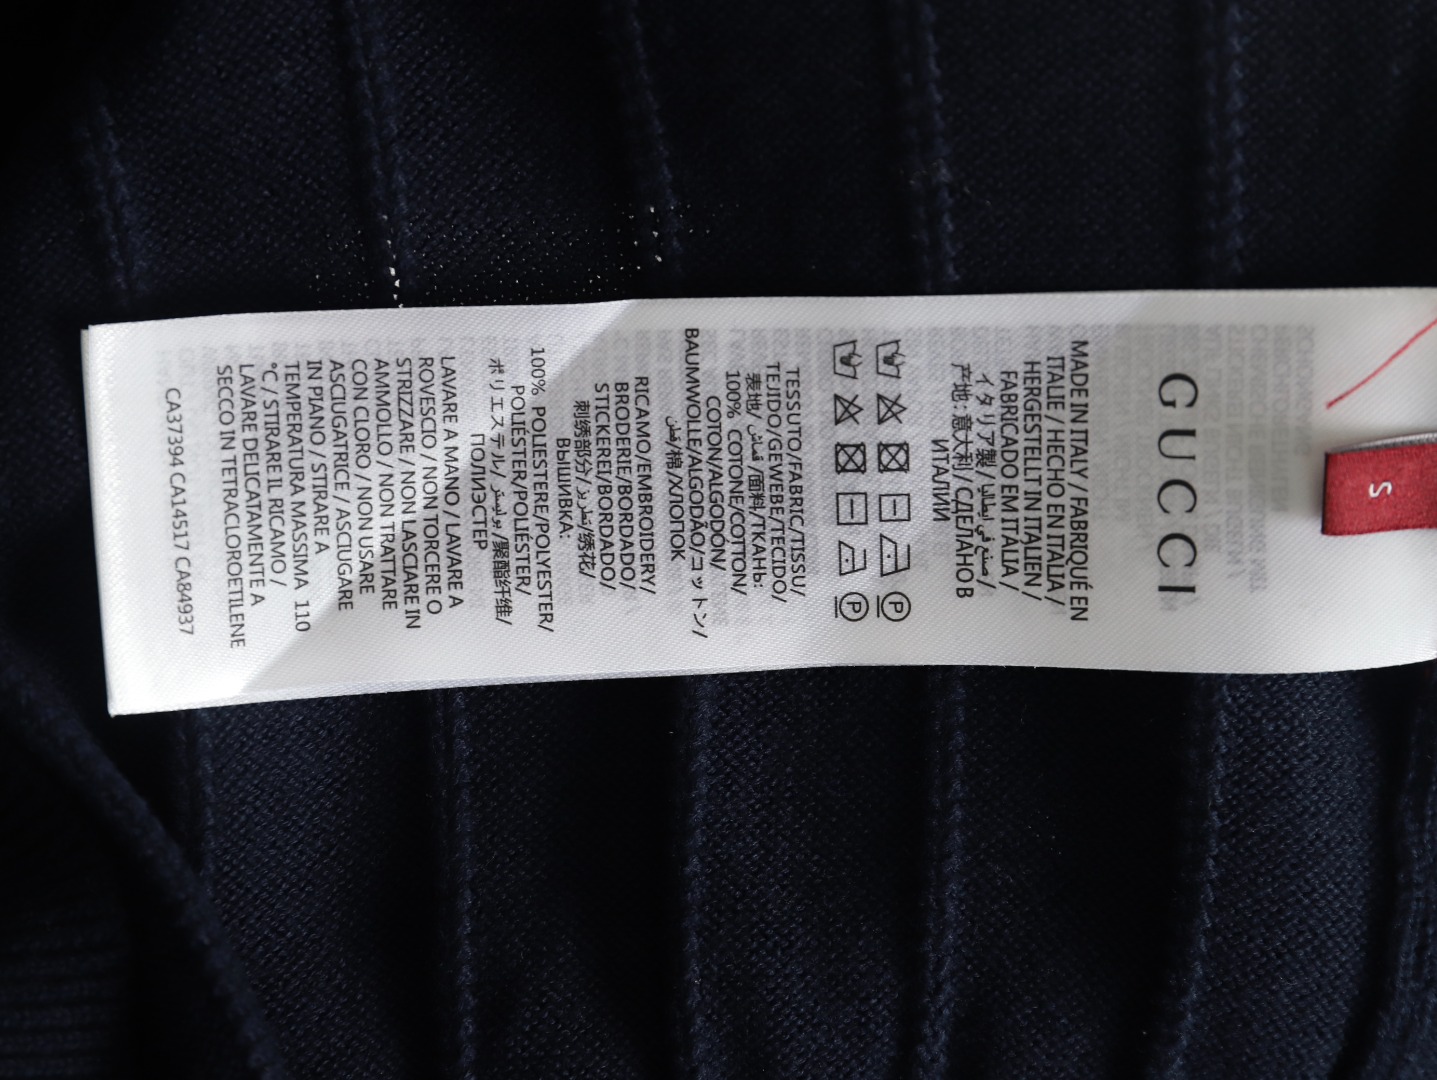 GUCCI
MADE IN ITALY / FABRIQUÉ EN
ITALIE / HECHO EN ITALIA /
HERGESTELLT IN ITALIEN /
FABRICADO EM ITÁLIA /
イタリア製 / صنع في إيطاليا /
产地: 意大利 / СДЕЛАНО В
ИТАЛИИ
P
P
TESSUTO/FABRIC/TISSU/
TEJIDO/GEWEBE/TECIDO/
表地/ قماش /面料/ТКАНЬ:
100% COTONE/COTTON/
COTON/ALGODON/
BAUMWOLLE/ALGODÃO/コットン/
قطن/棉/ХЛОПОК
RICAMO/EMBROIDERY/
BRODERIE/BORDADO/
STICKEREI/BORDADO/
刺绣部分/تطريز/绣花/
ВЫШИВКА:
100% POLIESTERE/POLYESTER/
POLIÉSTER/POLIÉSTER/
ポリエステル/ بوليستر /聚酯纤维/
ПОЛИЭСТЕР
LAVARE A MANO / LAVARE A
ROVESCIO / NON TORCERE O
STRIZZARE / NON LASCIARE IN
AMMOLLO / NON TRATTARE
CON CLORO / NON USARE
ASCIUGATRICE / ASCIUGARE
IN PIANO / STIRARE A
TEMPERATURA MASSIMA 110
°C / STIRARE IL RICAMO /
LAVARE DELICATAMENTE A
SECCO IN TETRACLOROETILENE
CA37394 CA14517 CA84937
S